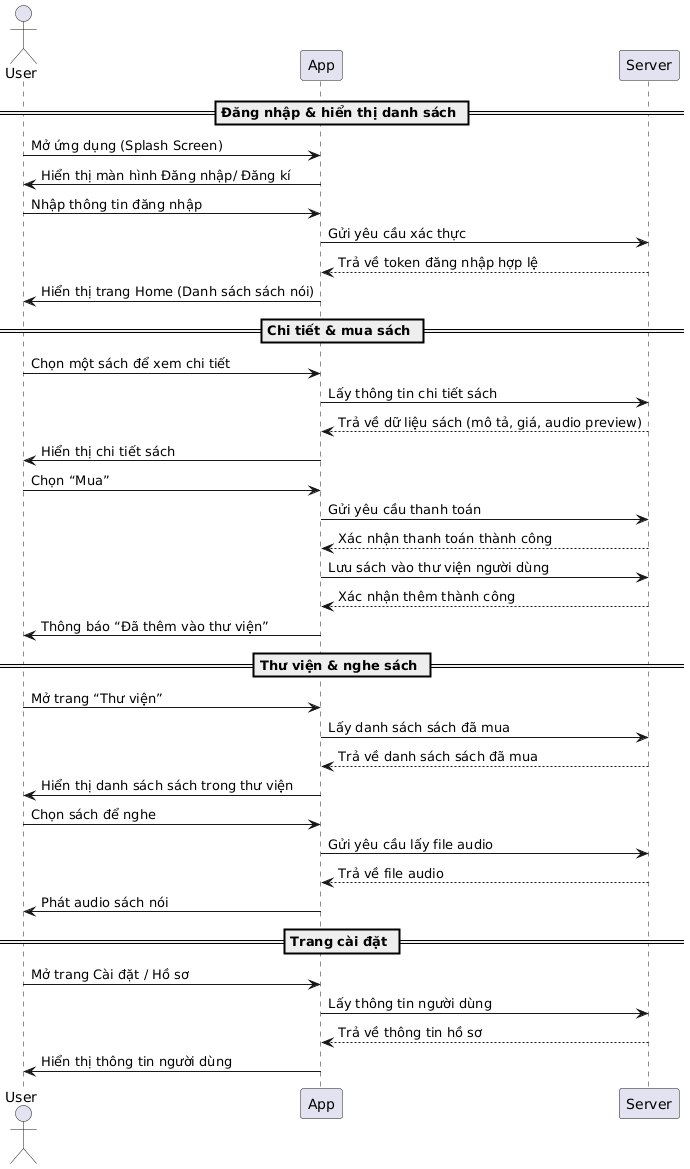 User
App
Server
Đăng nhập & hiển thị danh sách
Mở ứng dụng (Splash Screen)
Hiển thị màn hình Đăng nhập/ Đăng kí
Nhập thông tin đăng nhập
Gửi yêu cầu xác thực
Trả về token đăng nhập hợp lệ
Hiển thị trang Home (Danh sách sách nói)
Chi tiết & mua sách
Chọn một sách để xem chi tiết
Lấy thông tin chi tiết sách
Trả về dữ liệu sách (mô tả, giá, audio preview)
Hiển thị chi tiết sách
Chọn “Mua”
Gửi yêu cầu thanh toán
Xác nhận thanh toán thành công
Lưu sách vào thư viện người dùng
Xác nhận thêm thành công
Thông báo “Đã thêm vào thư viện”
Thư viện & nghe sách
Mở trang “Thư viện”
Lấy danh sách sách đã mua
Trả về danh sách sách đã mua
Hiển thị danh sách sách trong thư viện
Chọn sách để nghe
Gửi yêu cầu lấy file audio
Trả về file audio
Phát audio sách nói
Trang cài đặt
Mở trang Cài đặt / Hồ sơ
Lấy thông tin người dùng
Trả về thông tin hồ sơ
Hiển thị thông tin người dùng
User
App
Server